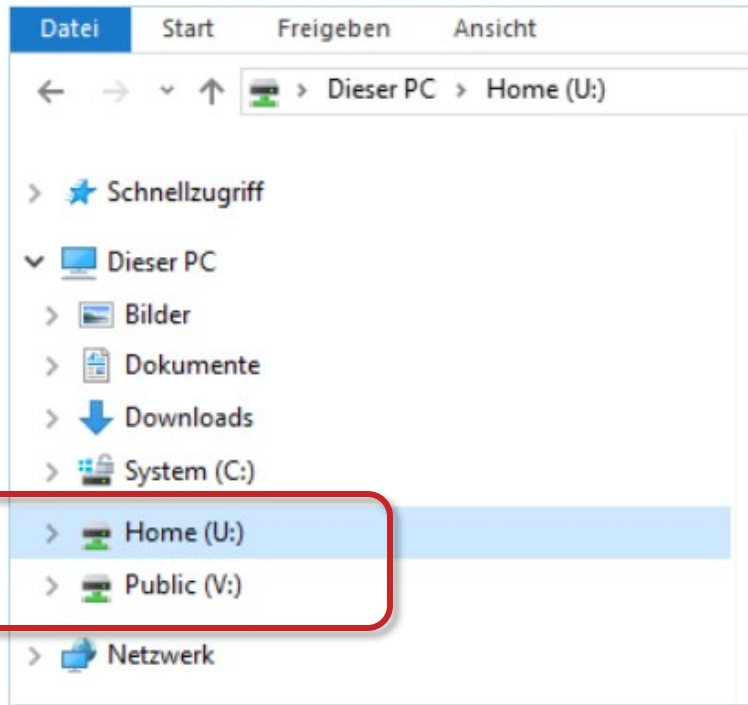 Datei Start Freigeben Ansicht
Dieser PC Home (U:)
Schnellzugriff
Dieser PC
Bilder
Dokumente
Downloads
System (C:)
Home (U:)
Public (V:)
Netzwerk